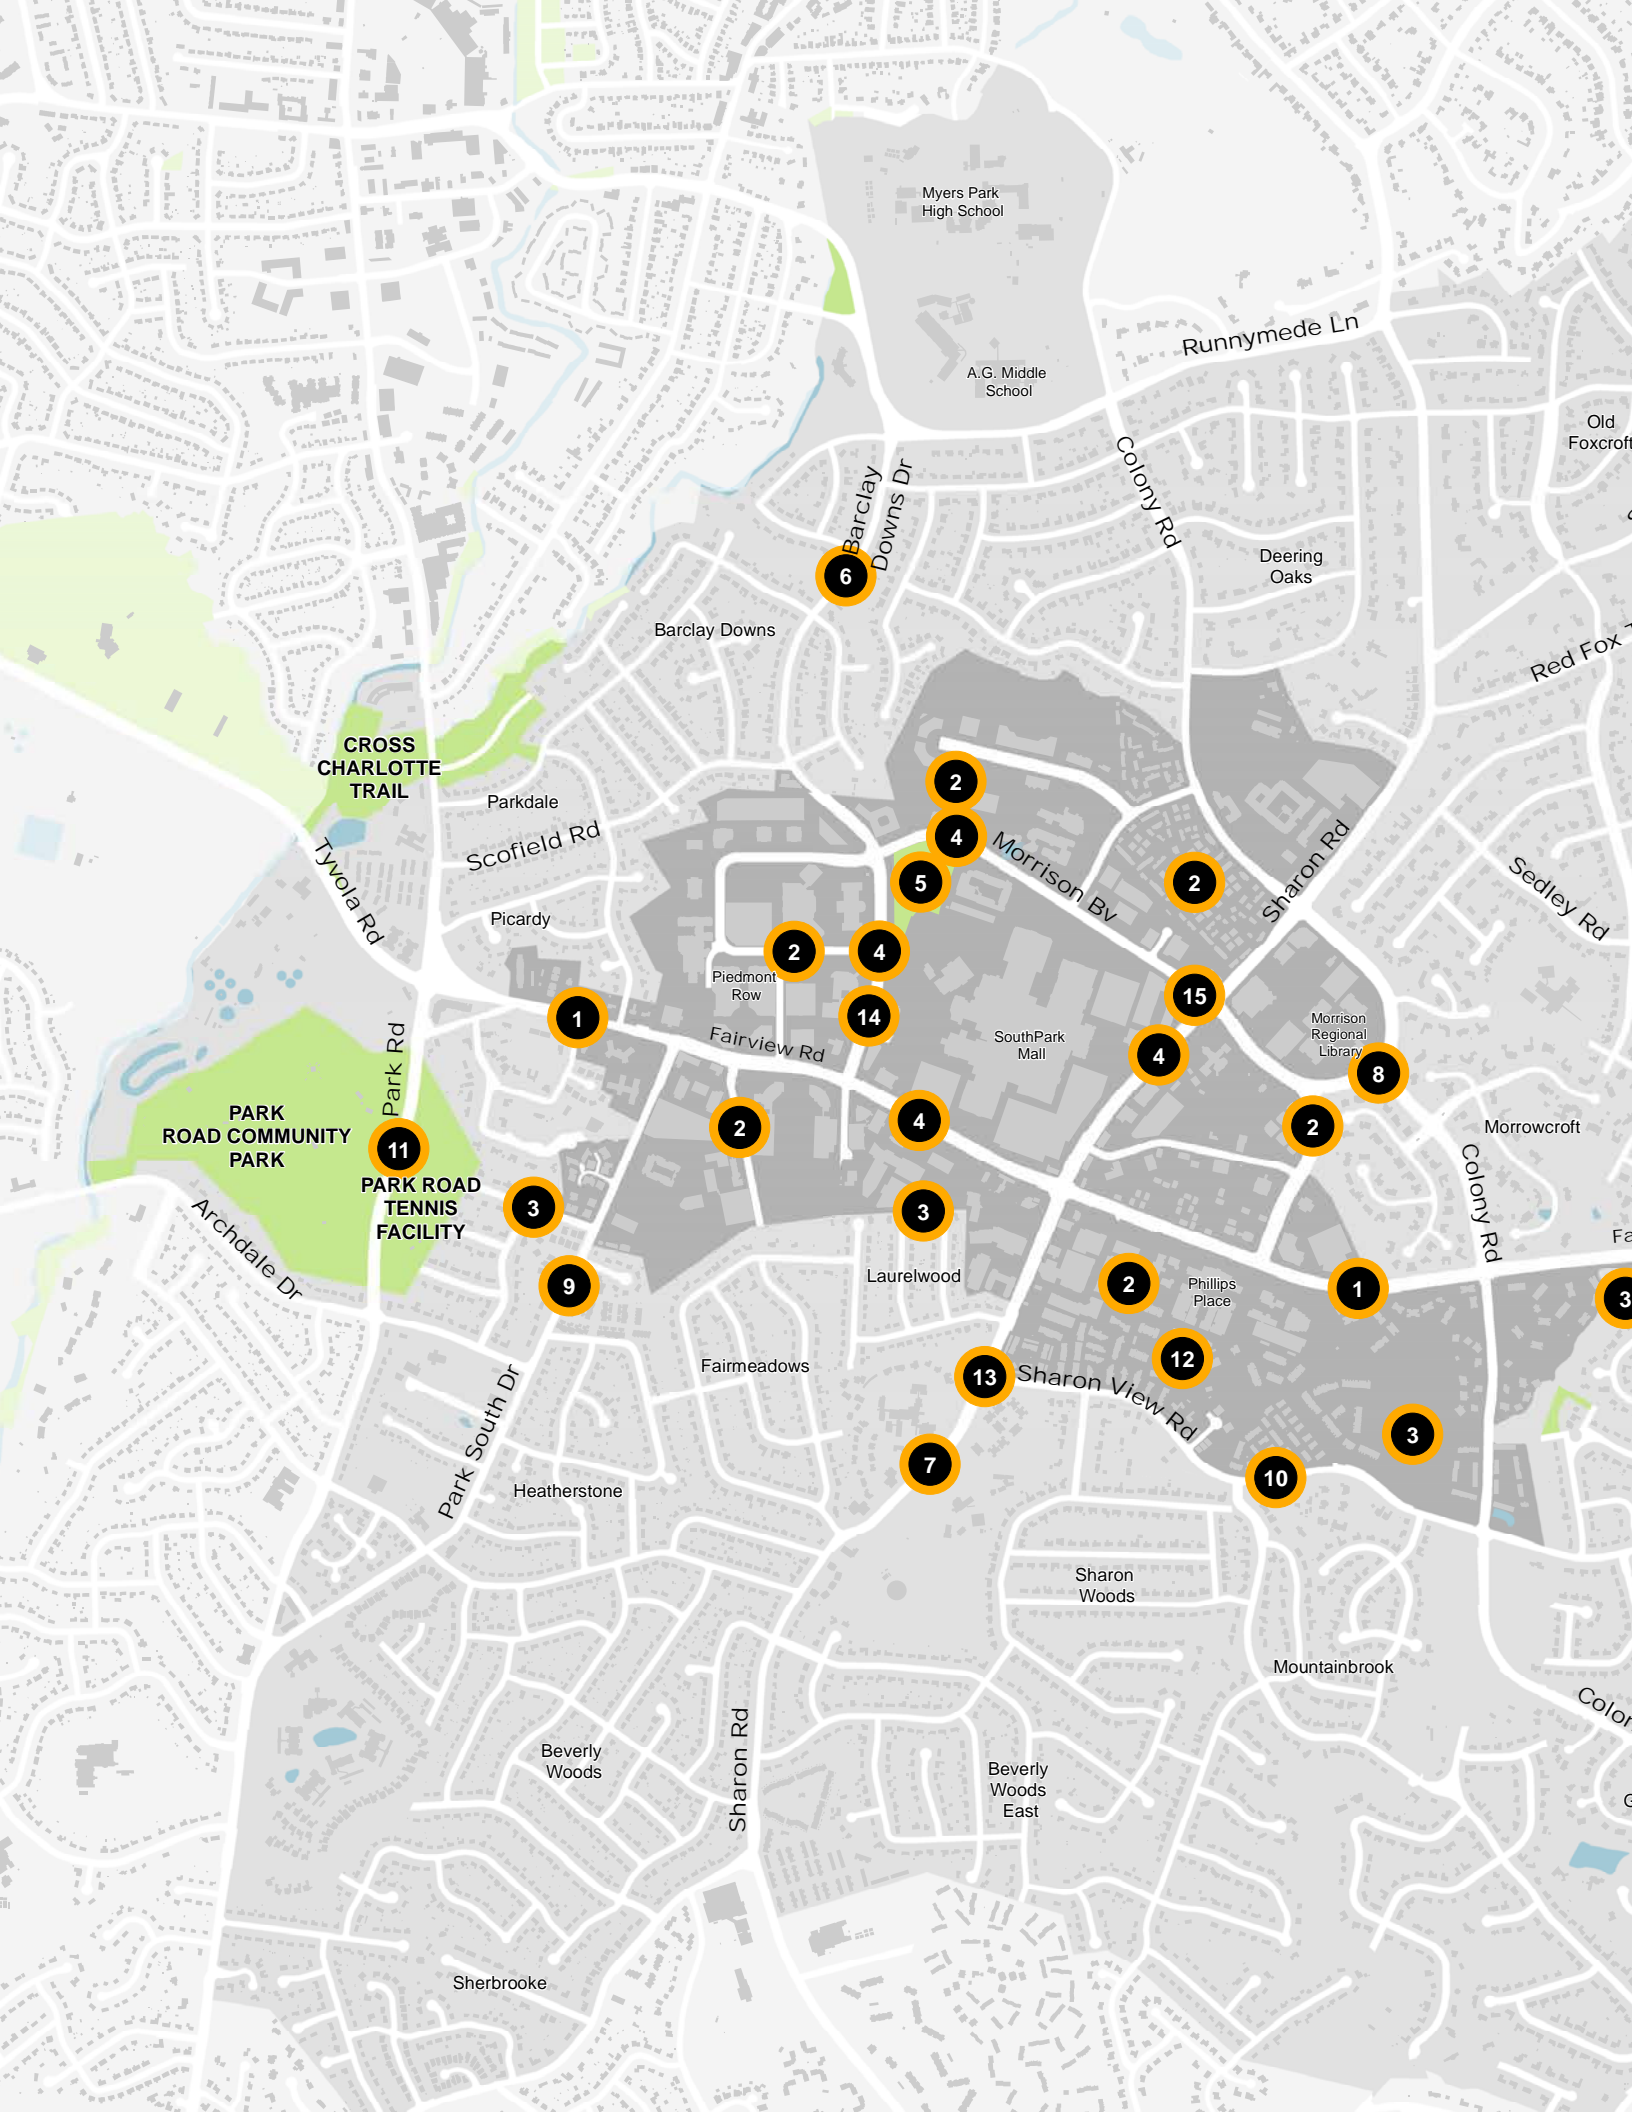 Myers Park
High School
Runnymede Ln
A.G. Middle
School
Old
Foxcroft
Colony Rd
Barclay
Downs Dr
6
Deering
Oaks
Barclay Downs
Red Fox T
CROSS
CHARLOTTE
TRAIL
2
Parkdale
Scofield Rd
4
Morrison Bv
Tyvola Rd
5
2
Sharon Rd
Sedley Rd
Picardy
2
4
Piedmont
Row
15
1
14
Morrison
Regional
Library
Fairview Rd
SouthPark
Mall
4
Park Rd
8
PARK
ROAD COMMUNITY
PARK
2
4
2
Morrowcroft
11
PARK ROAD
TENNIS
FACILITY
Colony Rd
3
3
Archdale Dr
Fa
Laurelwood
9
2
Phillips
Place
1
3
Fairmeadows
12
13
Sharon View Rd
Park South Dr
3
7
10
Heatherstone
Sharon
Woods
Mountainbrook
Colon
Sharon Rd
Beverly
Woods
Beverly
Woods
East
G
Sherbrooke